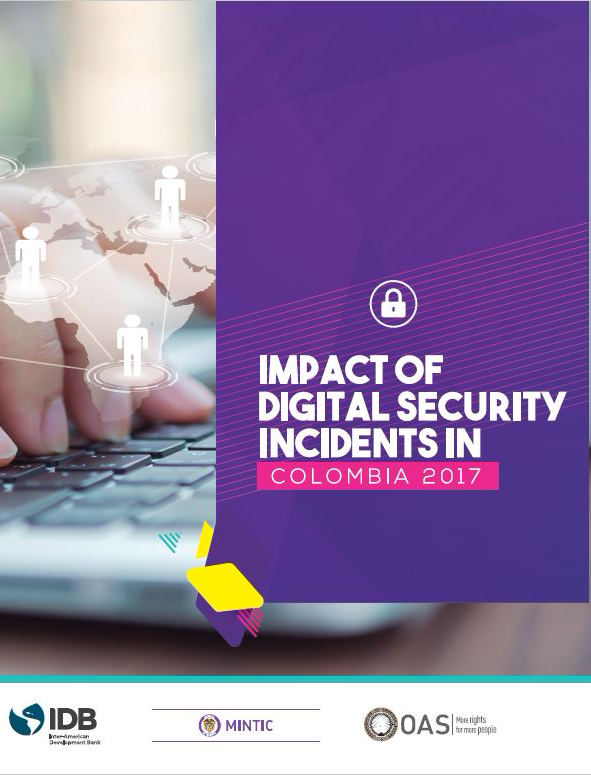 IMPACT OF
DIGITAL SECURITY
INCIDENTS IN
COLOMBIA 2017
IDB
Inter-American
Development Bank
MINTIC
OAS
More rights
for more people